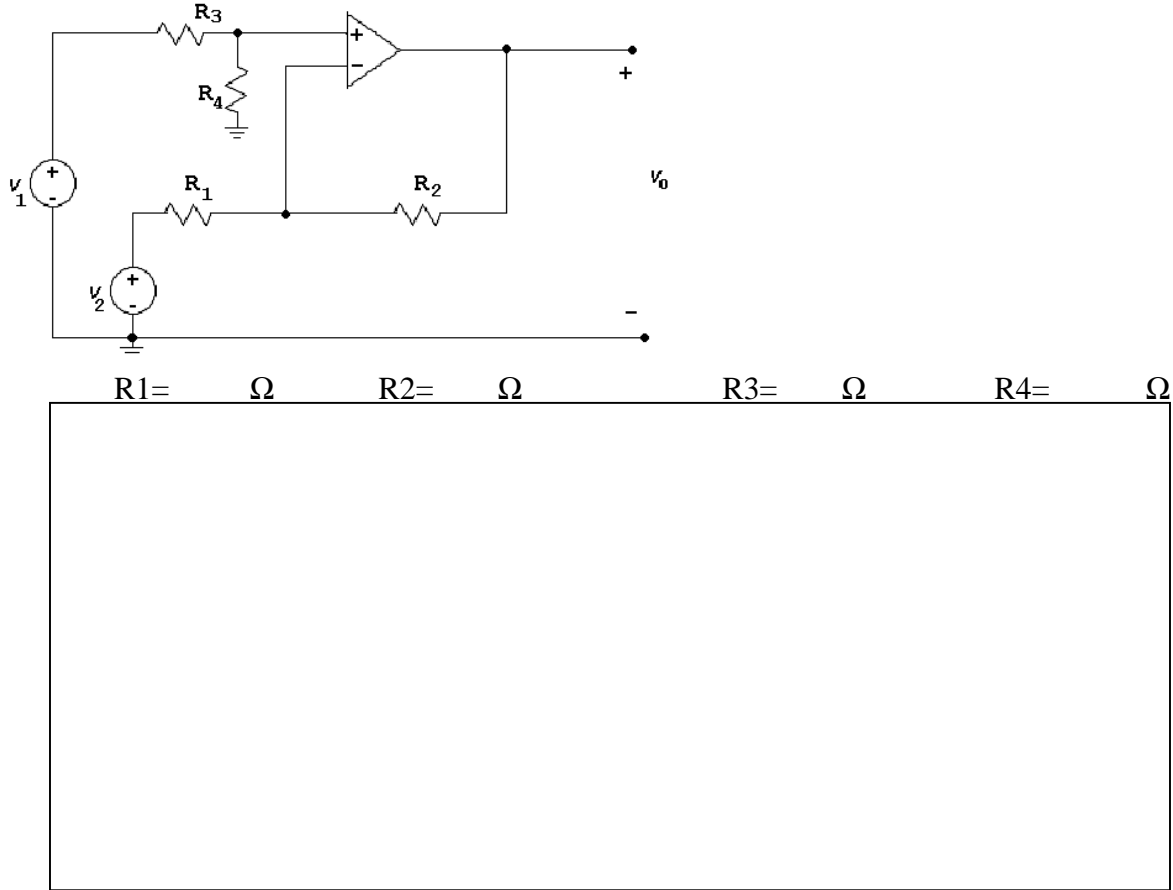 R3
+
−
+
R4
+
v1
-
R1
R2
v0
+
v2
-
−
R1= Ω R2= Ω R3= Ω R4= Ω